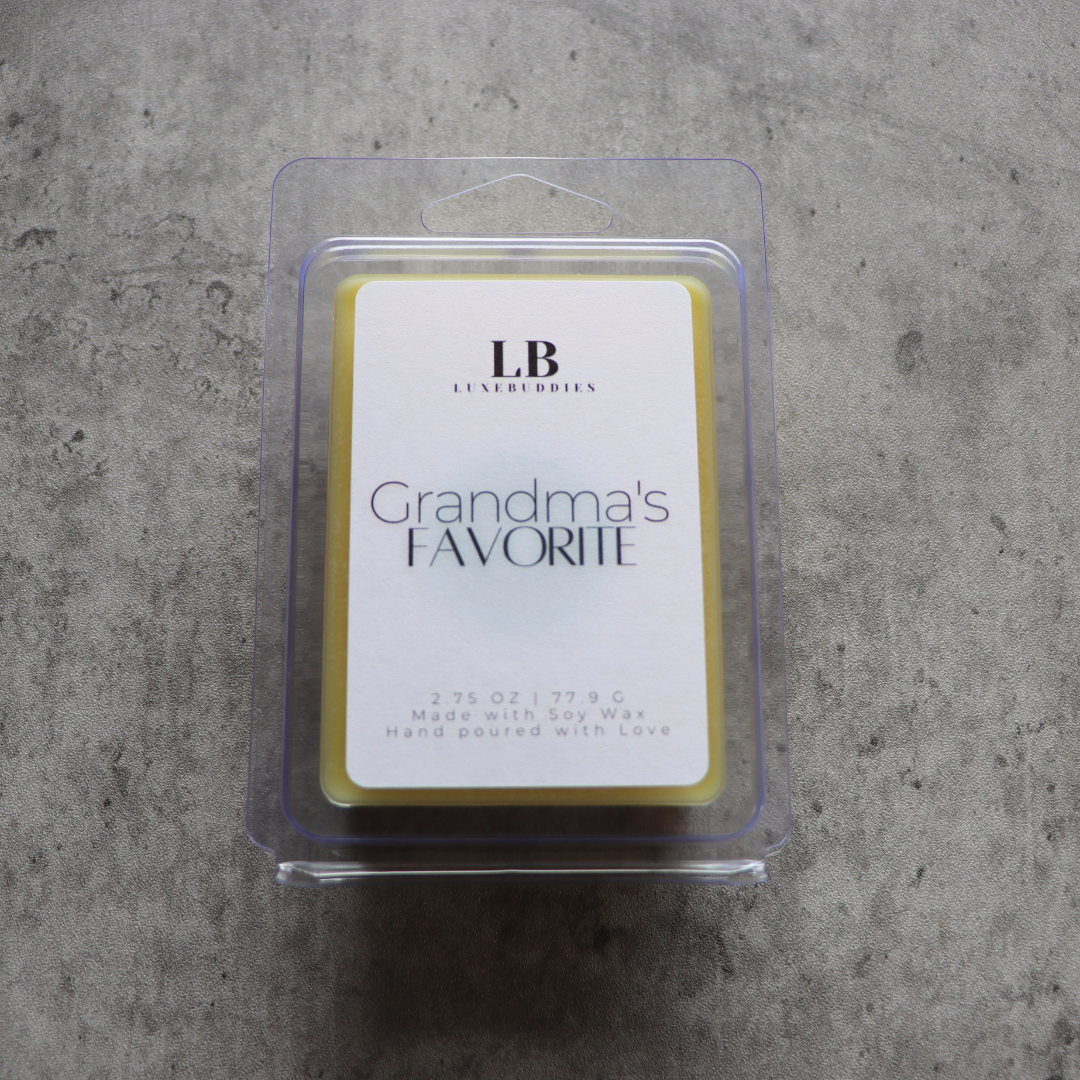 LB
LUXEBUDDIES
Grandma's
FAVORITE
2.75 OZ | 77.9 G
Made with Soy Wax
Hand poured with Love